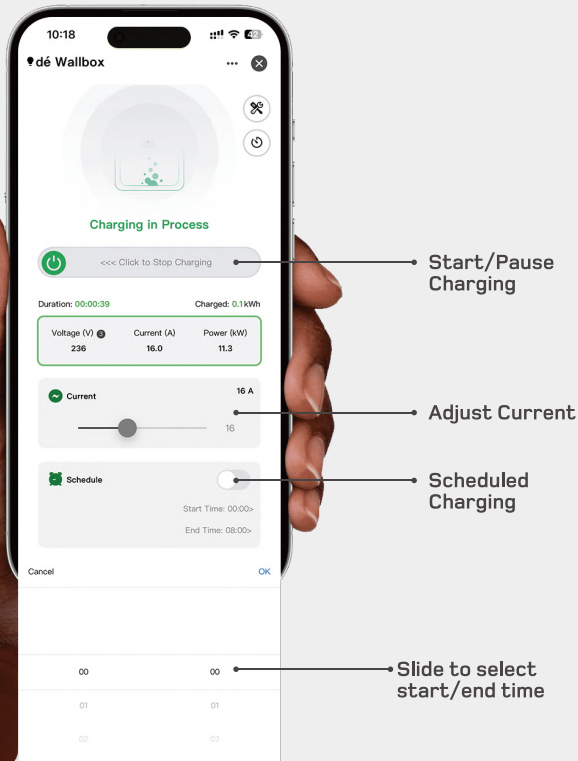 10:18
42
dé Wallbox
Charging in Process
<<< Click to Stop Charging
Start/Pause
Charging
Duration: 00:00:39
Charged: 0.1kWh
Voltage (V) 3
Current (A)
Power (kW)
236
16.0
11.3
Current
16 A
16
Adjust Current
Schedule
Scheduled
Charging
Start Time: 00:00>
End Time: 08:00>
Cancel
OK
00
00
Slide to select
start/end time
01
01
02
02